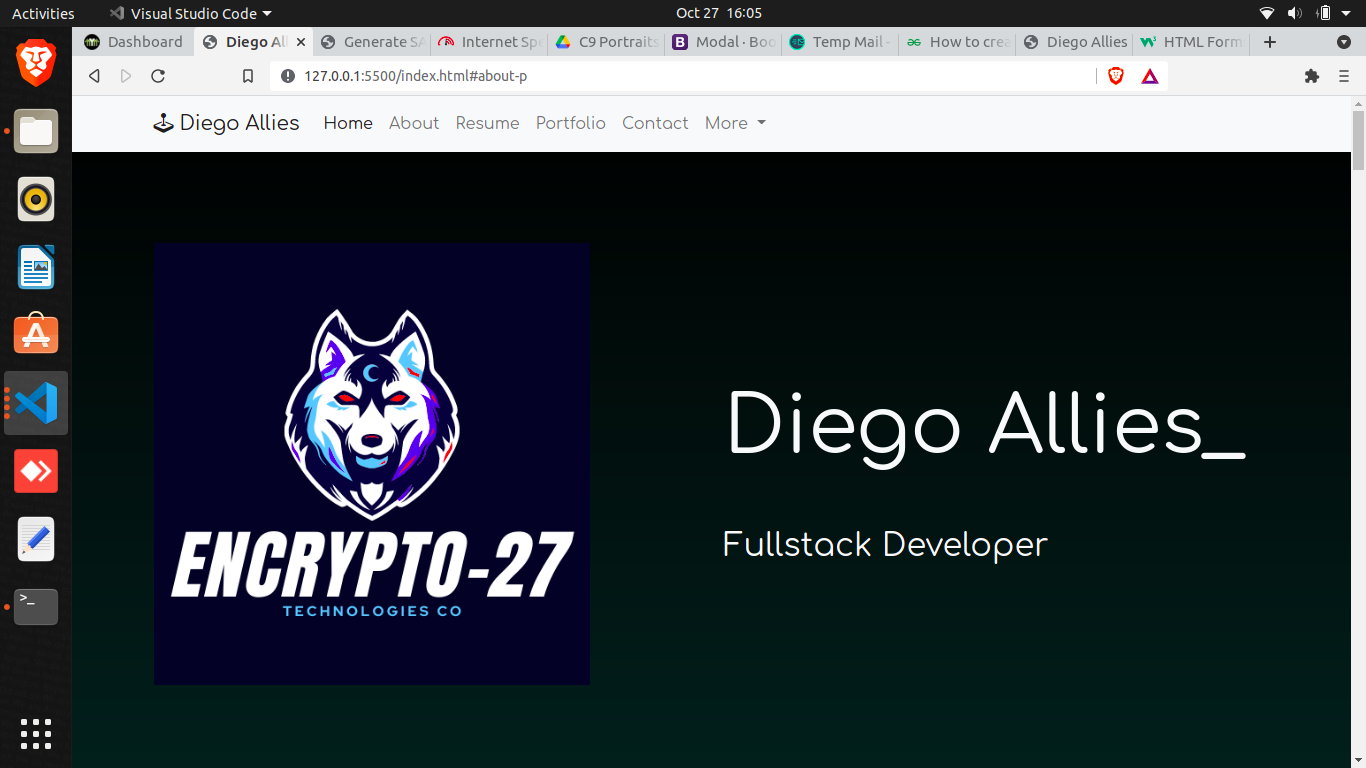 Activities Visual Studio Code Oct 27 16:05
Dashboard Diego Al Generate SA Internet Spe C9 Portraits Modal · Boo Temp Mail - How to crea Diego Allies HTML Form
127.0.0.1:5500/index.html#about-p
Diego Allies Home About Resume Portfolio Contact More
Diego Allies_
Fullstack Developer
ENCRYPTO-27
TECHNOLOGIES CO